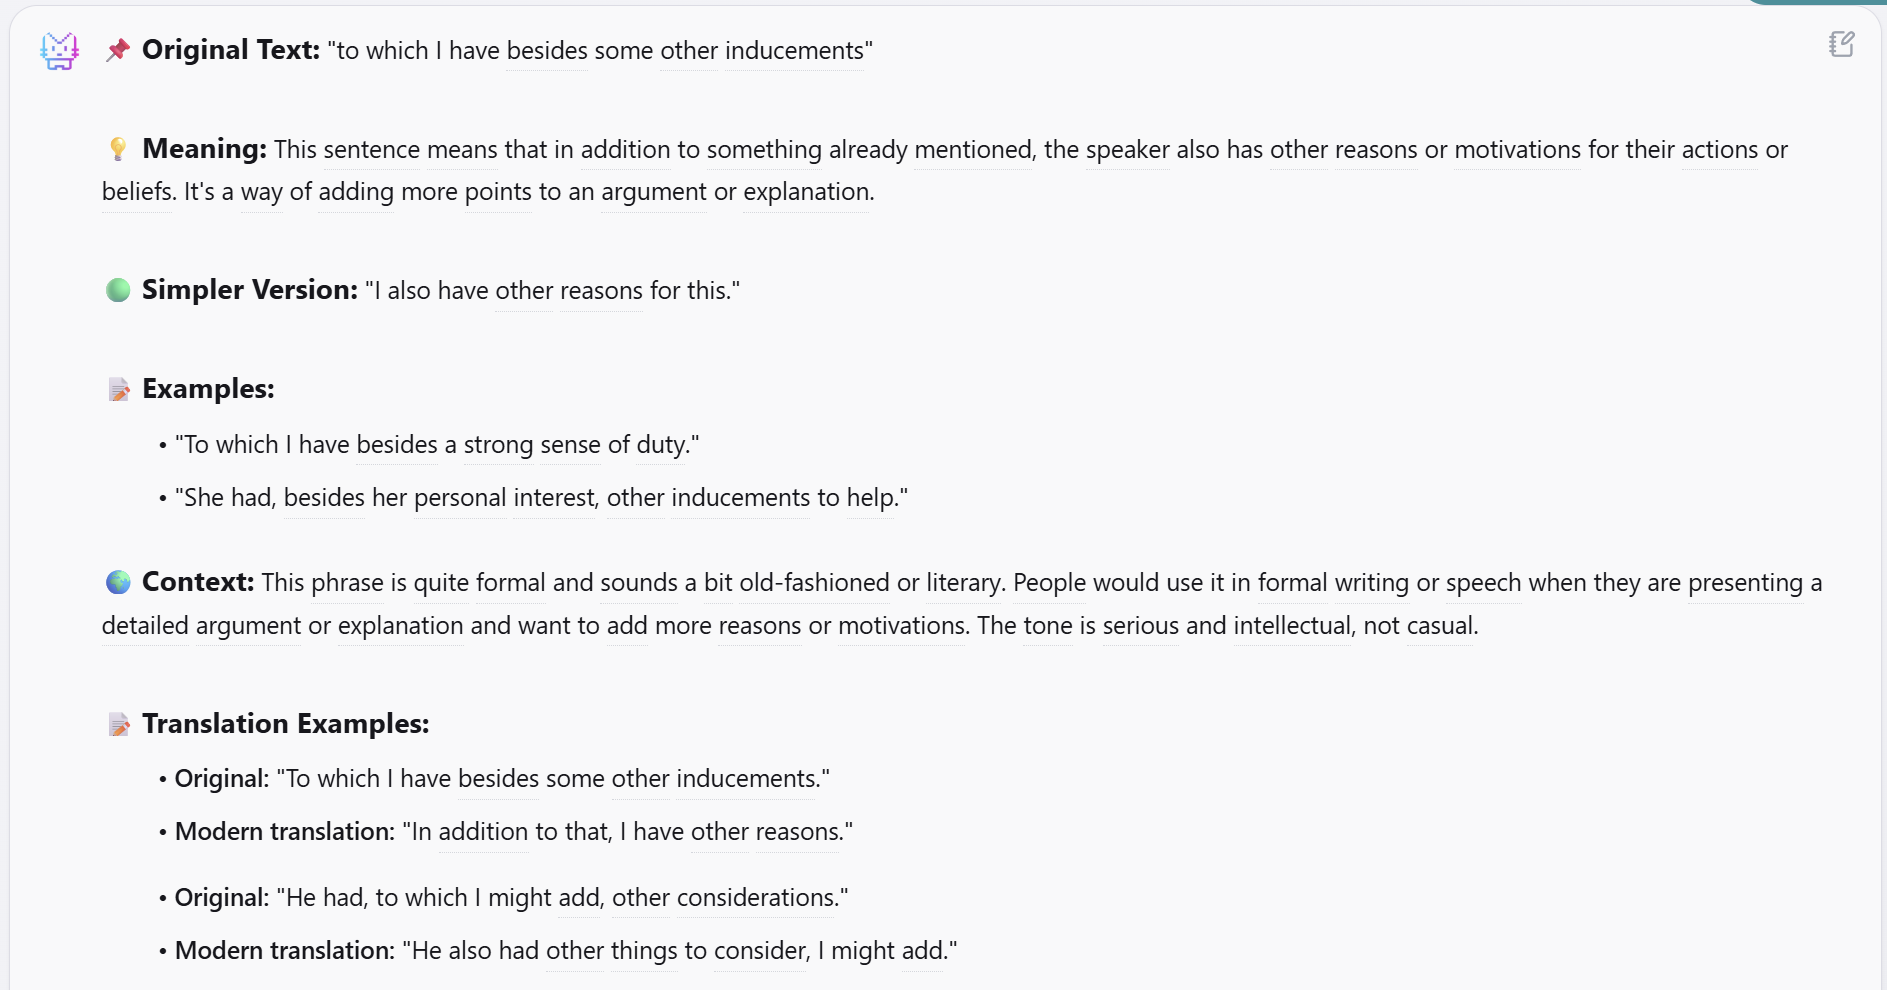 Original Text: "to which I have besides some other inducements"
Meaning: This sentence means that in addition to something already mentioned, the speaker also has other reasons or motivations for their actions or
beliefs. It's a way of adding more points to an argument or explanation.
Simpler Version: "I also have other reasons for this."
Examples:
• "To which I have besides a strong sense of duty."
• "She had, besides her personal interest, other inducements to help."
Context: This phrase is quite formal and sounds a bit old-fashioned or literary. People would use it in formal writing or speech when they are presenting a
detailed argument or explanation and want to add more reasons or motivations. The tone is serious and intellectual, not casual.
Translation Examples:
• Original: "To which I have besides some other inducements."
• Modern translation: "In addition to that, I have other reasons."
• Original: "He had, to which I might add, other considerations."
• Modern translation: "He also had other things to consider, I might add."